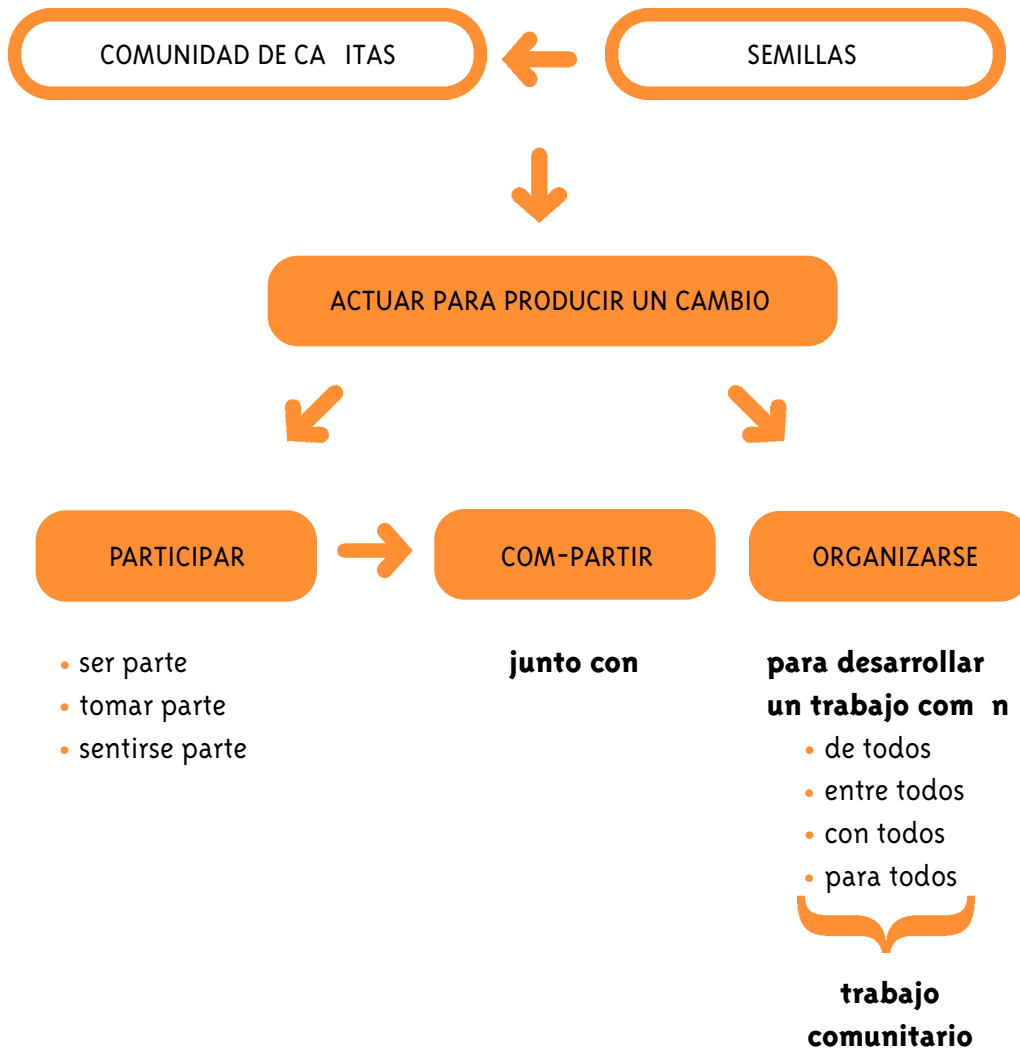 COMUNIDAD DE CA ITAS
SEMILLAS
ACTUAR PARA PRODUCIR UN CAMBIO
PARTICIPAR
COM-PARTIR
ORGANIZARSE
• ser parte
• tomar parte
• sentirse parte
junto con
para desarrollar
un trabajo com n
• de todos
• entre todos
• con todos
• para todos
trabajo
comunitario